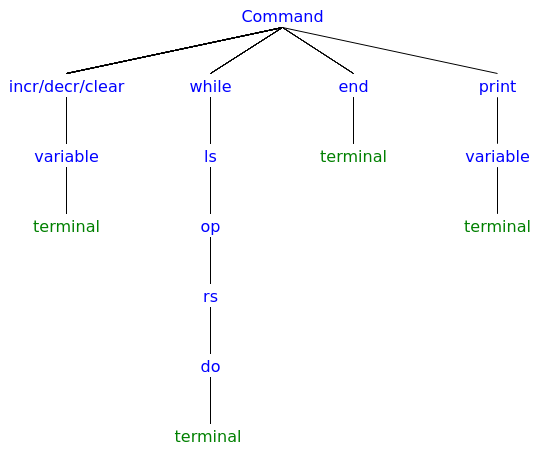 Command
incr/decr/clear while end print
variable ls terminal variable
terminal op terminal
rs
do
terminal